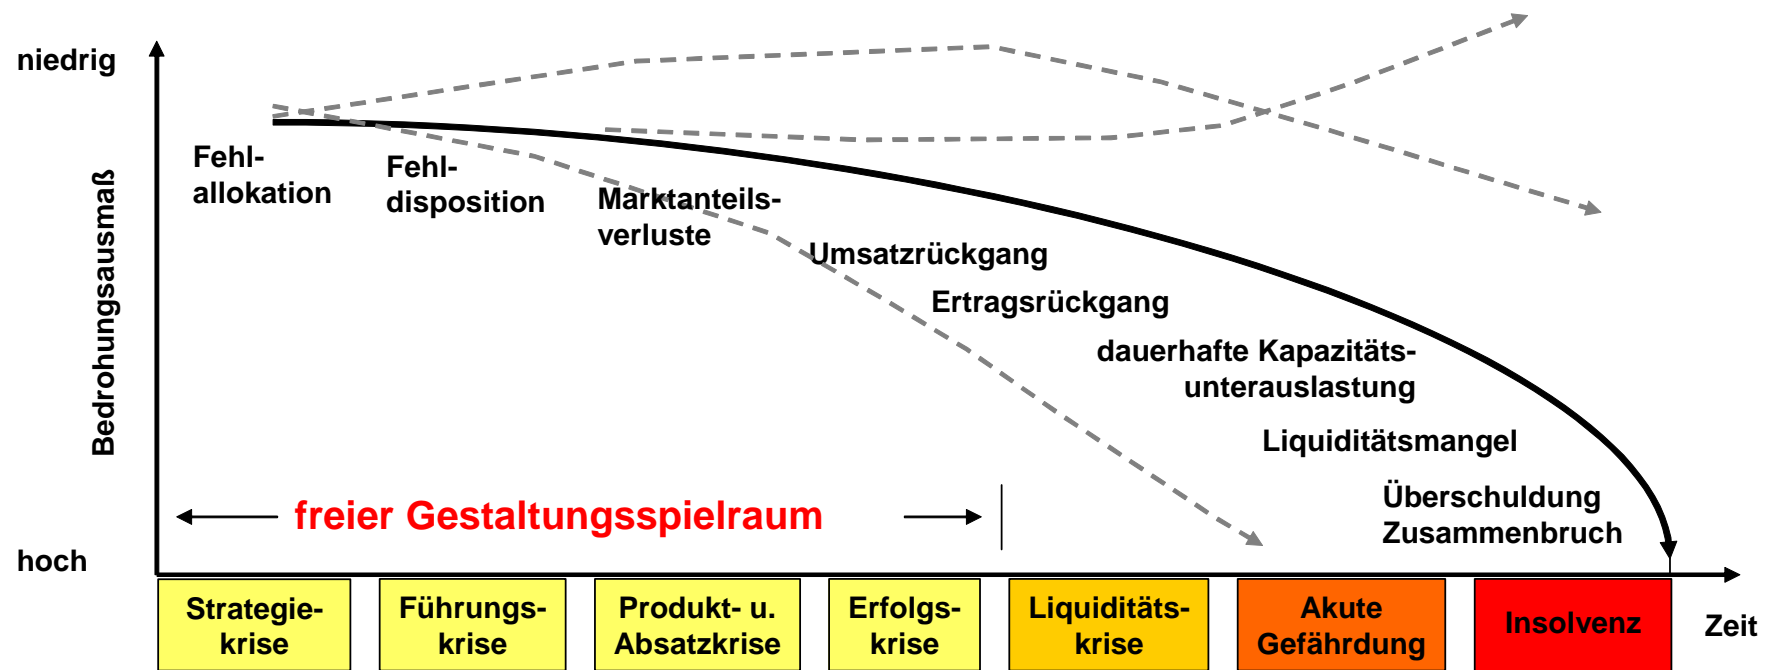 niedrig
Bedrohungsausmaß
Fehl-
allokation
Fehl-
disposition
Marktanteils-
verluste
Umsatzrückgang
Ertragsrückgang
dauerhafte Kapazitäts-
unterauslastung
Liquiditätsmangel
Überschuldung
Zusammenbruch
freier Gestaltungsspielraum
hoch
Strategie-
krise
Führungs-
krise
Produkt- u.
Absatzkrise
Erfolgs-
krise
Liquiditäts-
krise
Akute
Gefährdung
Insolvenz
Zeit